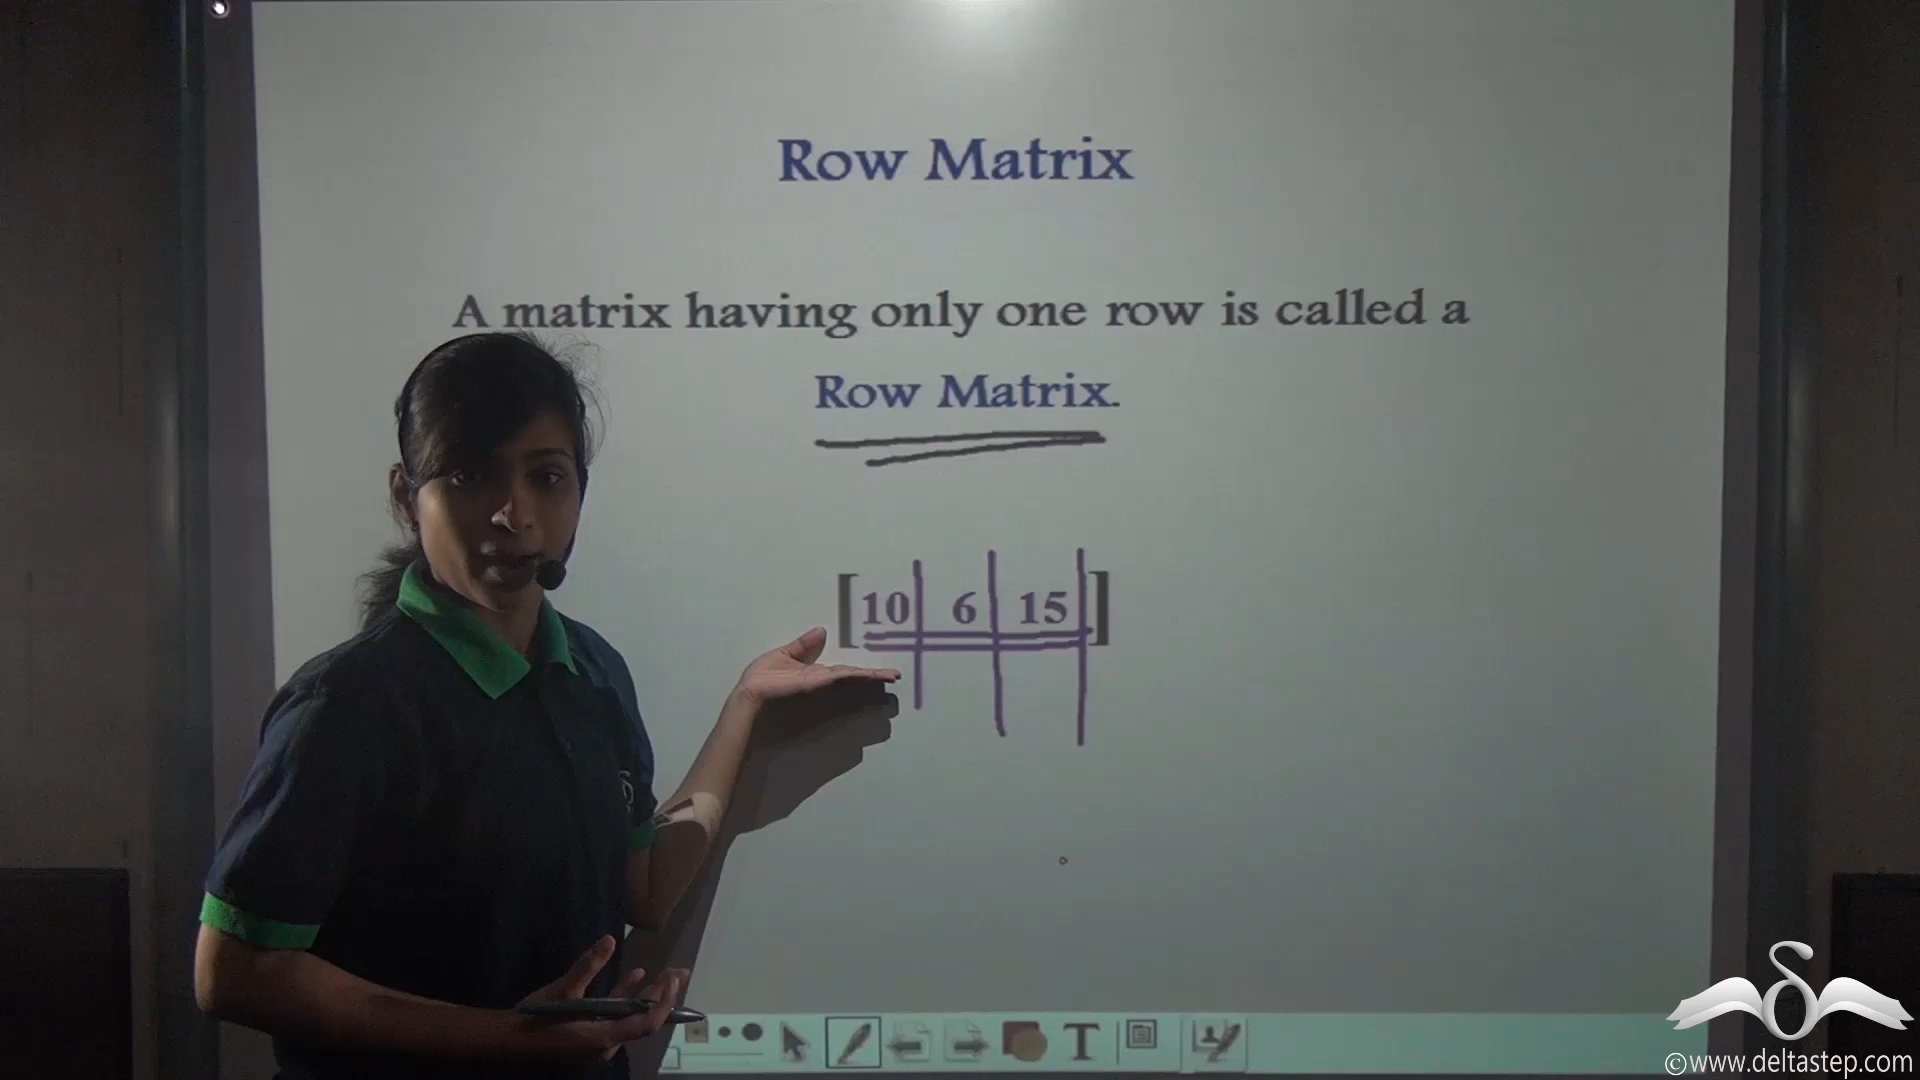 Row Matrix
A matrix having only one row is called a
Row Matrix.
[10 6 15]
T
©www.deltastep.com